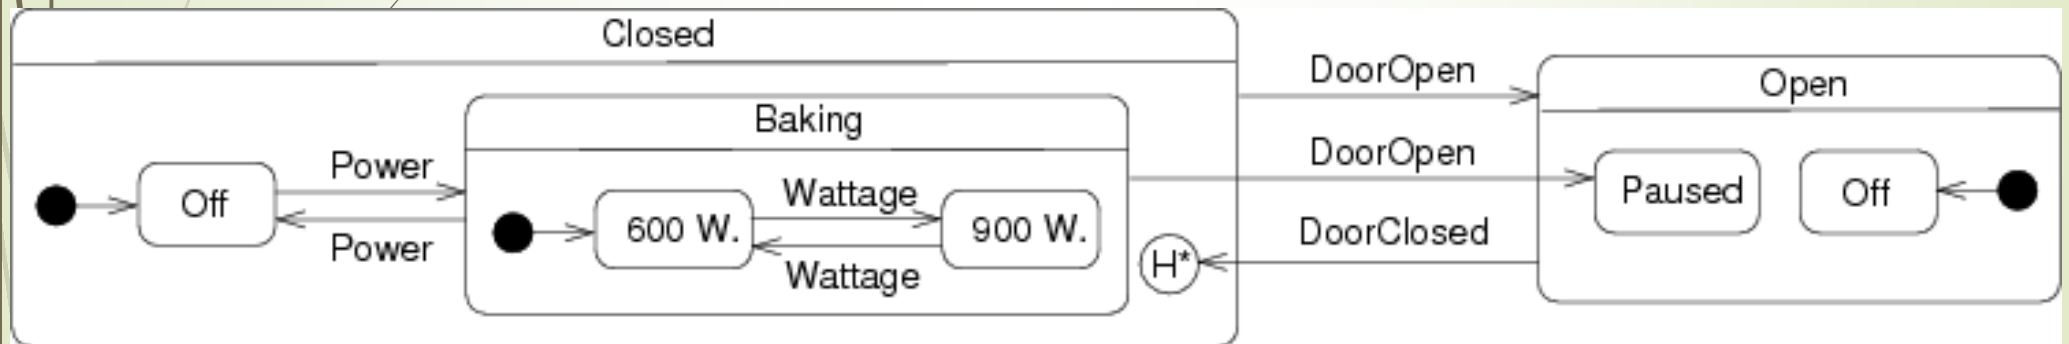 Closed
DoorOpen
Open
Baking
DoorOpen
Power
Wattage
Off
600 W.
900 W.
Paused
Off
Power
Wattage
DoorClosed
H*